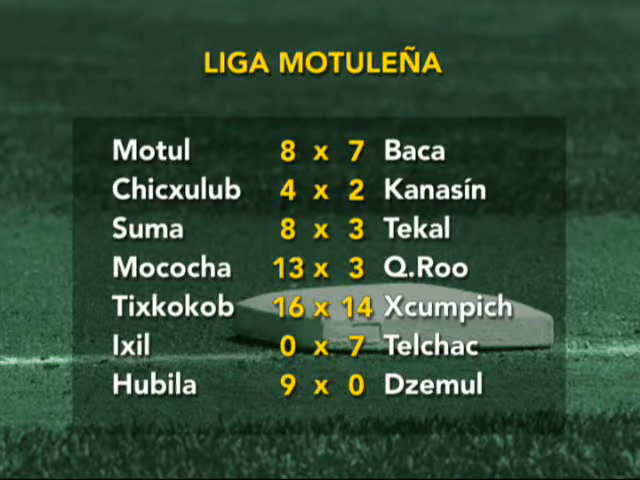 LIGA MOTULEÑA
Motul 8 x 7 Baca
Chicxulub 4 x 2 Kanasín
Suma 8 x 3 Tekal
Mococha 13 x 3 Q.Roo
Tixkokob 16 x 14 Xcumpich
Ixil 0 x 7 Telchac
Hubila 9 x 0 Dzemul